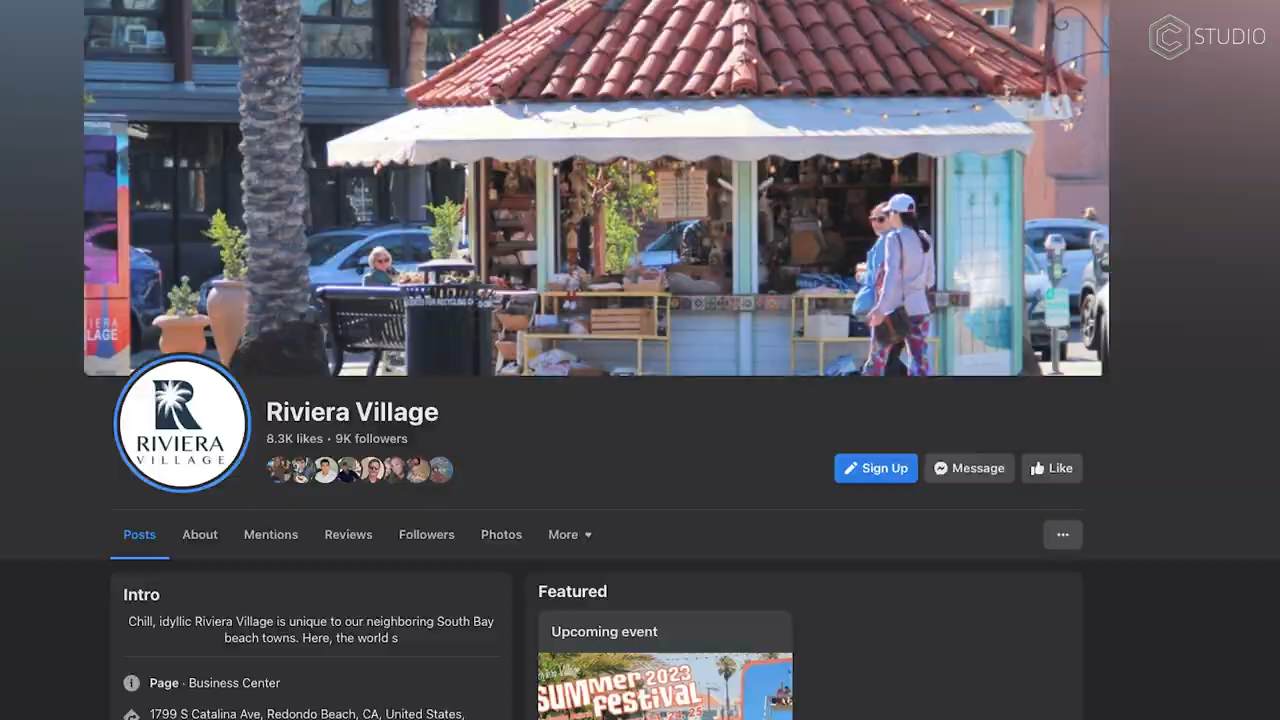 STUDIO
RIVIERA
VILLAGE
Riviera Village
8.3K likes · 9K followers
Sign Up
Message
Like
Posts
About
Mentions
Reviews
Followers
Photos
More
Intro
Chill, idyllic Riviera Village is unique to our neighboring South Bay
beach towns. Here, the world s
Page · Business Center
1799 S Catalina Ave, Redondo Beach, CA, United States,
Featured
Upcoming event
SUMMER 2023
FESTIVAL